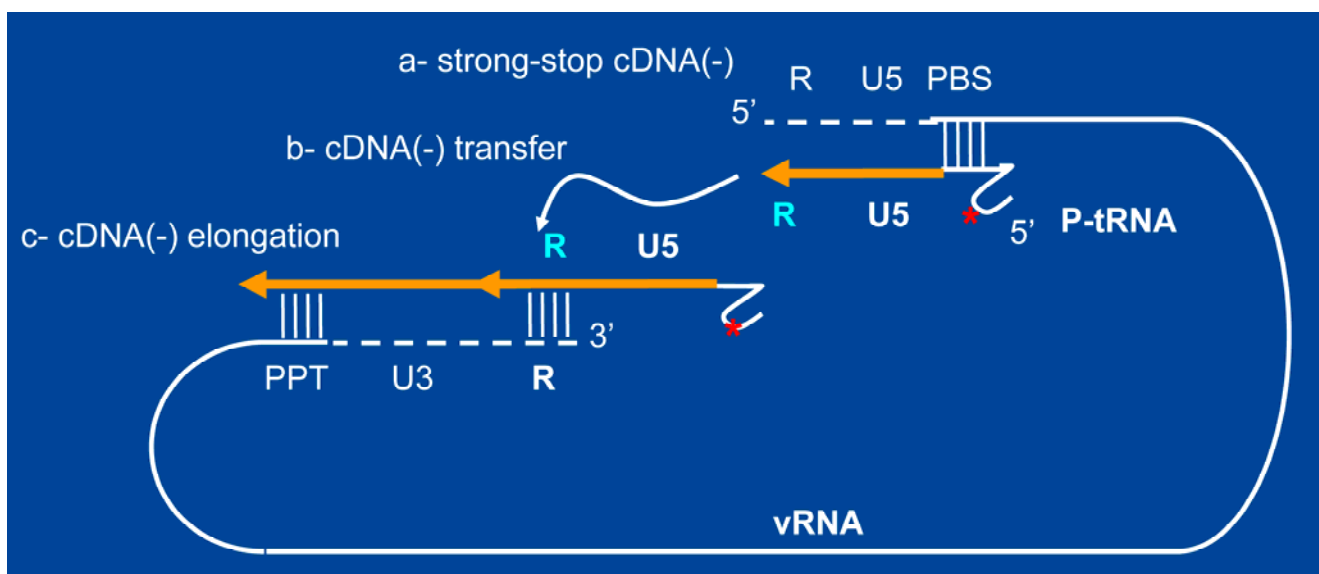 a- strong-stop cDNA(-)
R U5 PBS
5’
b- cDNA(-) transfer
R U5 * 5’ P-tRNA
c- cDNA(-) elongation
R U5
*
3’
PPT U3 R
vRNA